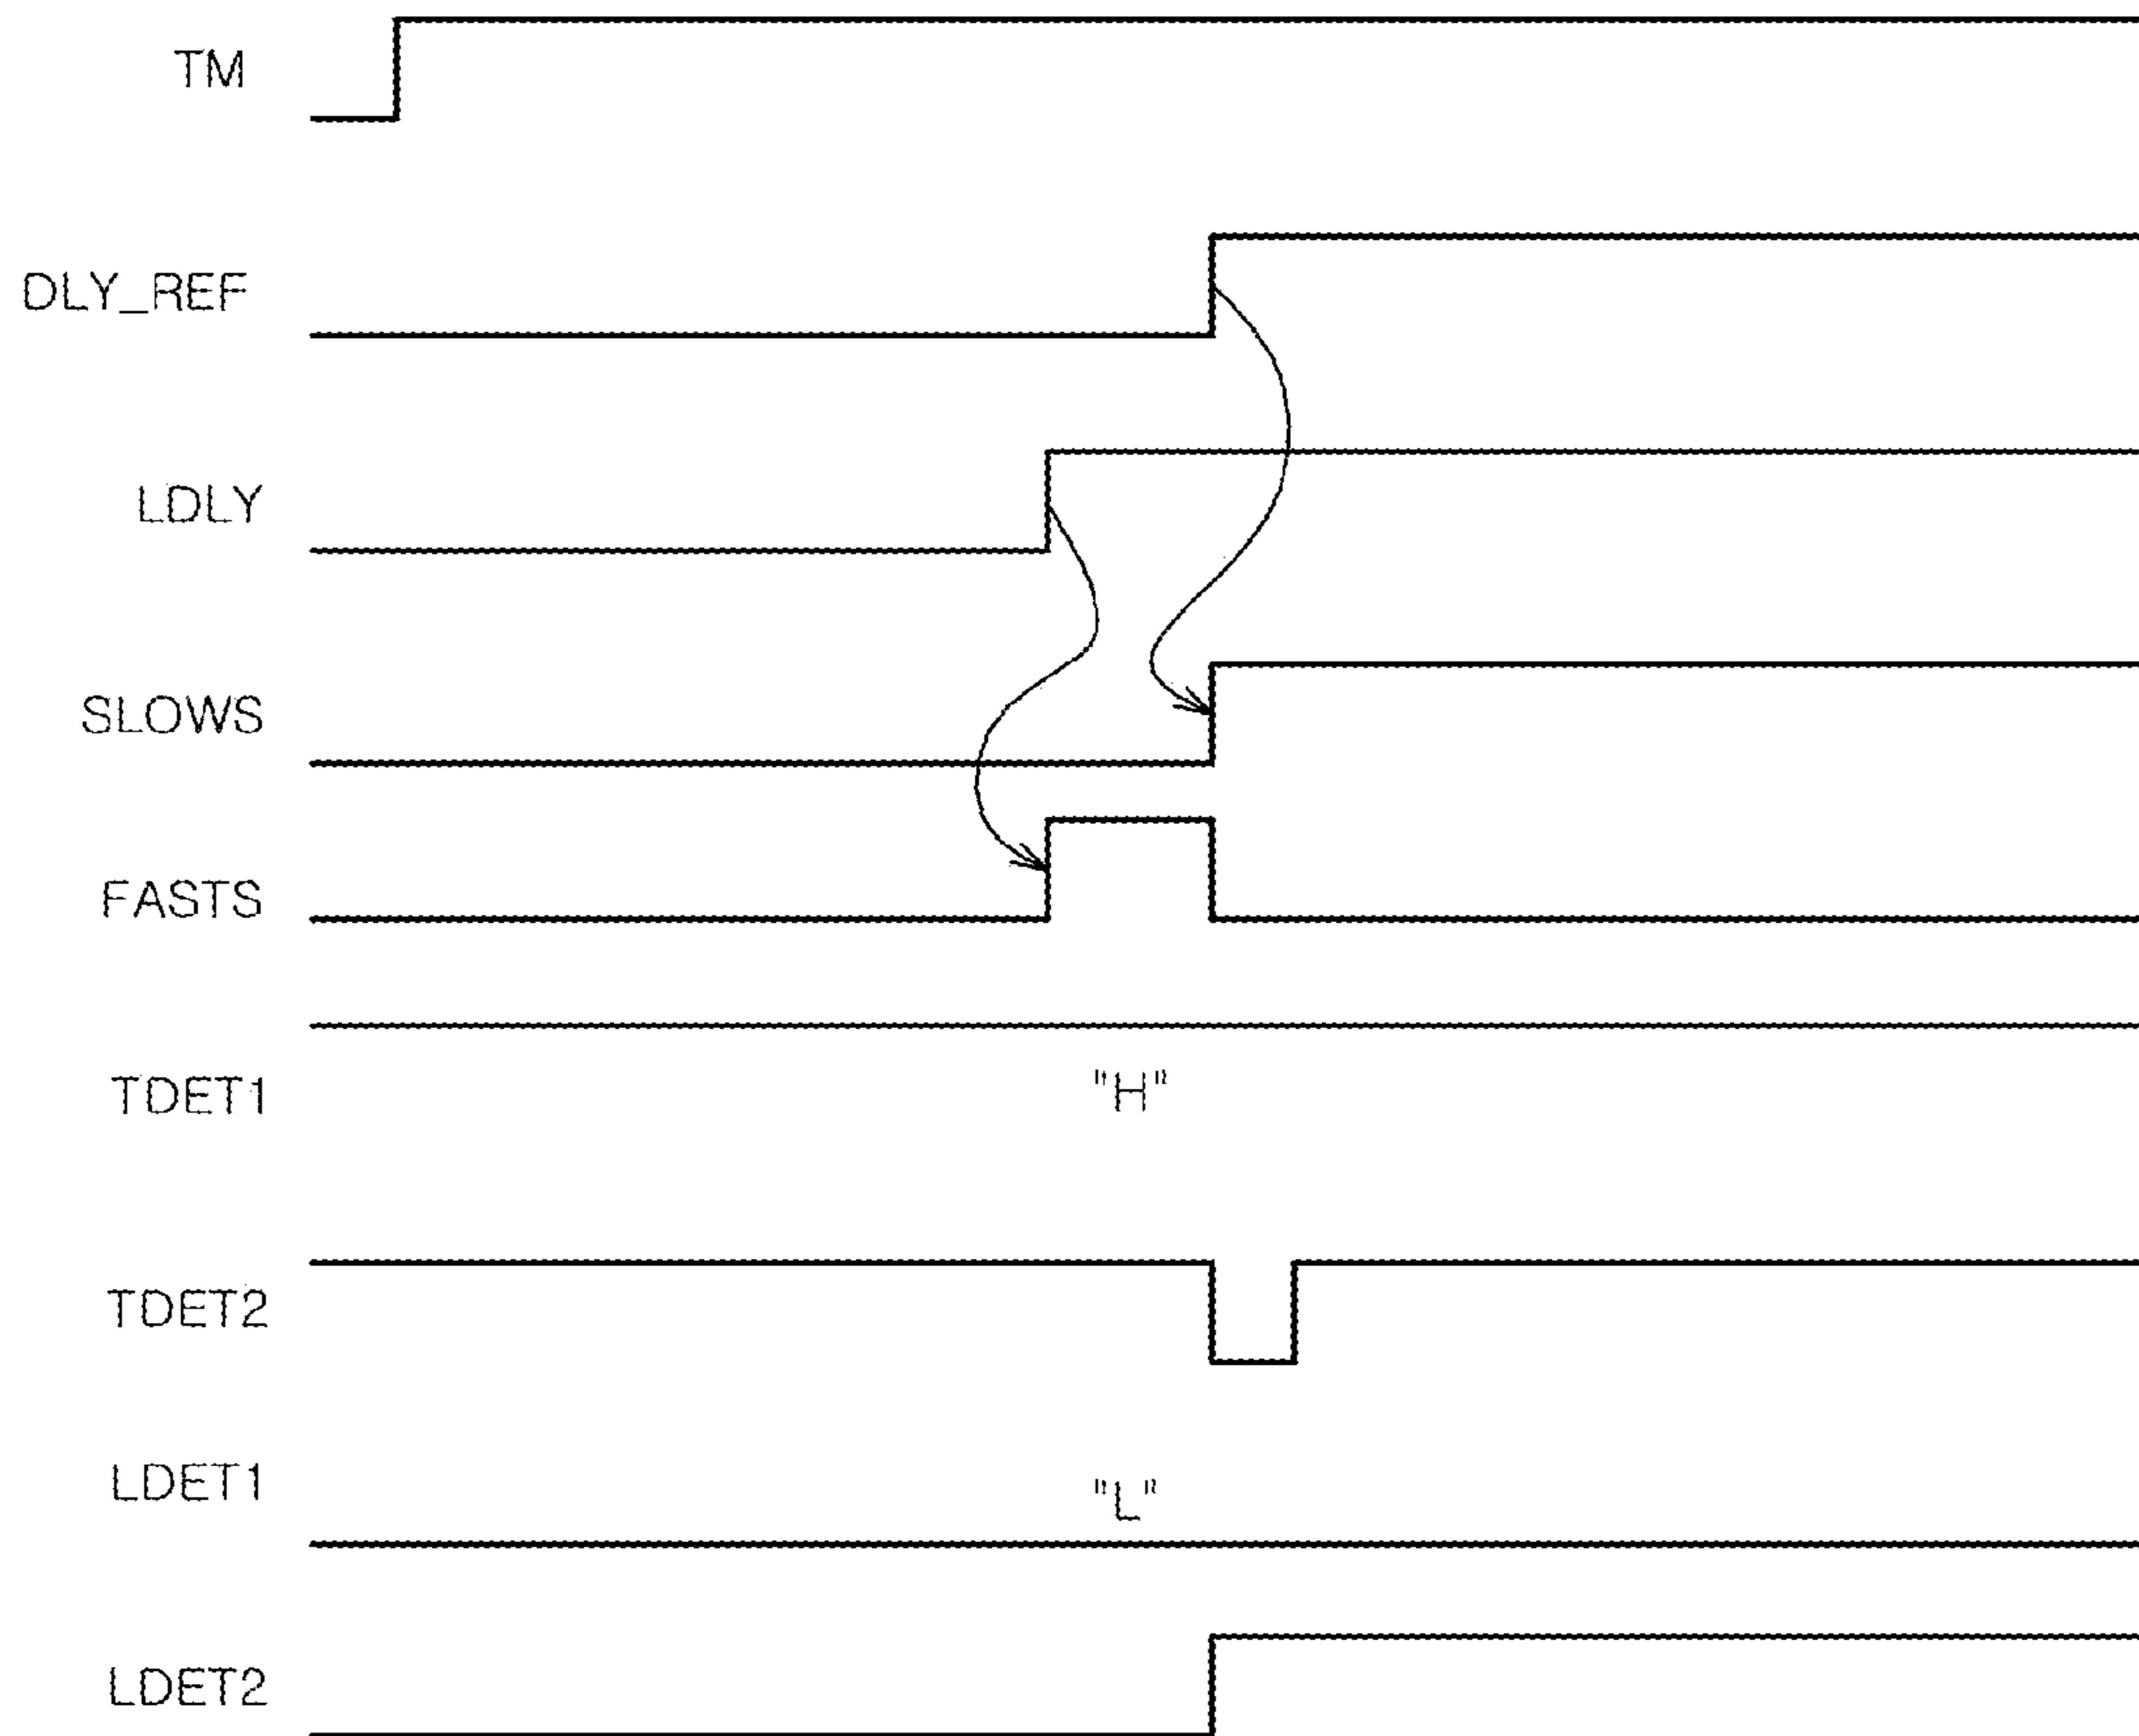 TM
DLY_REF
LDLY
SLOWS
FASTS
TDET1
"H"
TDET2
LDET1
"L"
LDET2